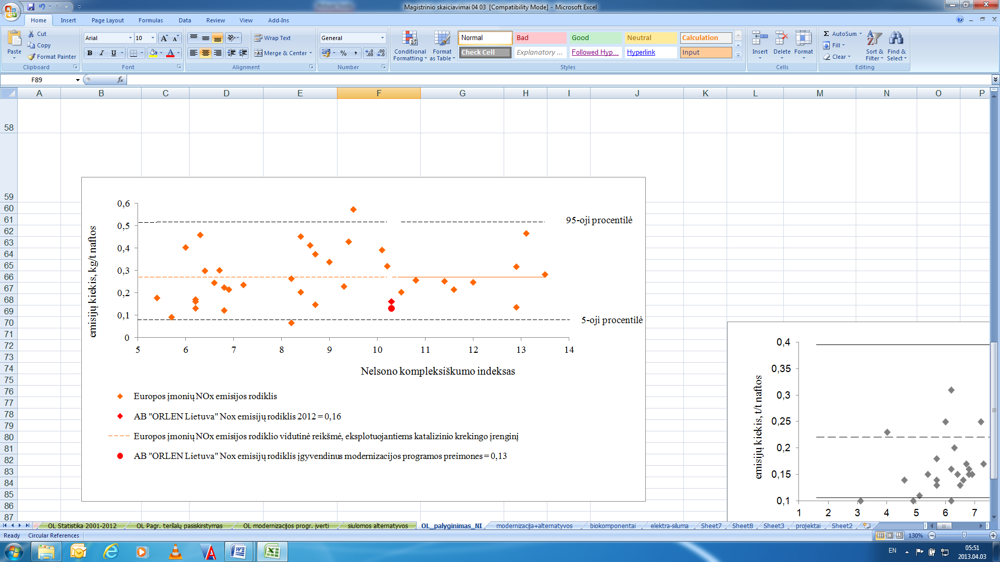 Magistrinio skaiciavimai 04 03 [Compatibility Mode] - Microsoft Excel
Home Insert Page Layout Formulas Data Review View Add-Ins
Paste
Cut
Copy
Format Painter
Clipboard
Arial 10
B I U
Font
Wrap Text
Merge & Center
Alignment
General
Number
Conditional Formatting
Format as Table
Normal Bad Good Neutral Calculation
Check Cell Explanatory ... Followed Hyp... Hyperlink Input
Styles
Insert Delete Format
Cells
AutoSum
Fill
Clear
Sort & Filter
Find & Select
Editing
F89 fx
A B C D E F G H I J K L M N O P
58
59
60
61
62
63
64
65
66
67
68
69
70
71
72
73
74
75
76
77
78
79
80
81
82
83
84
85
86
87
emisijų kiekis, kg/t naftos
0,6
0,5
0,4
0,3
0,2
0,1
0
5 6 7 8 9 10 11 12 13 14
95-oji procentilė
5-oji procentilė
Nelsono kompleksiškumo indeksas
Europos įmonių NOx emisijos rodiklis
AB "ORLEN Lietuva" Nox emisijų rodiklis 2012 = 0,16
Europos įmonių NOx emisijos rodiklio vidutinė reikšmė, eksplotuojantiems katalizinio krekingo įrenginį
AB "ORLEN Lietuva" Nox emisijų rodiklis įgyvendinus modernizacijos programos preimones = 0,13
emisijų kiekis, t/t naftos
0,4
0,35
0,3
0,25
0,2
0,15
0,1
1 2 3 4 5 6 7
OL Statistika 2001-2012 OL Pagr. teršalų pasiskirstymas OL modernizacijos progr. įverti siulomos alternatyvos OL_palyginimas_NI modernizacija+alternatyvos biokomponentai elektra-siluma Sheet7 Sheet8 Sheet3 projektai Sheet2
Ready Circular References 130%
EN 05:51
2013.04.03